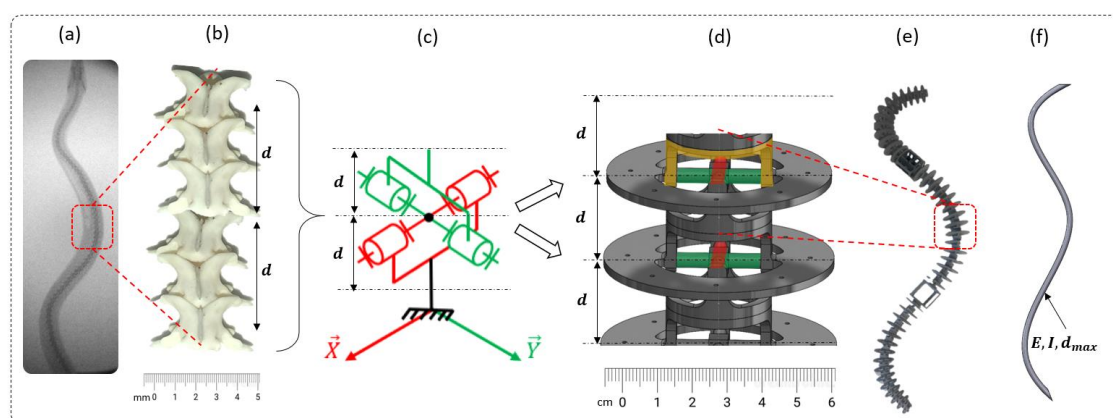 (a)
(b)
(c)
(d)
(e)
(f)
d
d
d
d
X
Y
d
d
d
E, I, d_max
mm 0 1 2 3 4 5
cm 0 1 2 3 4 5 6